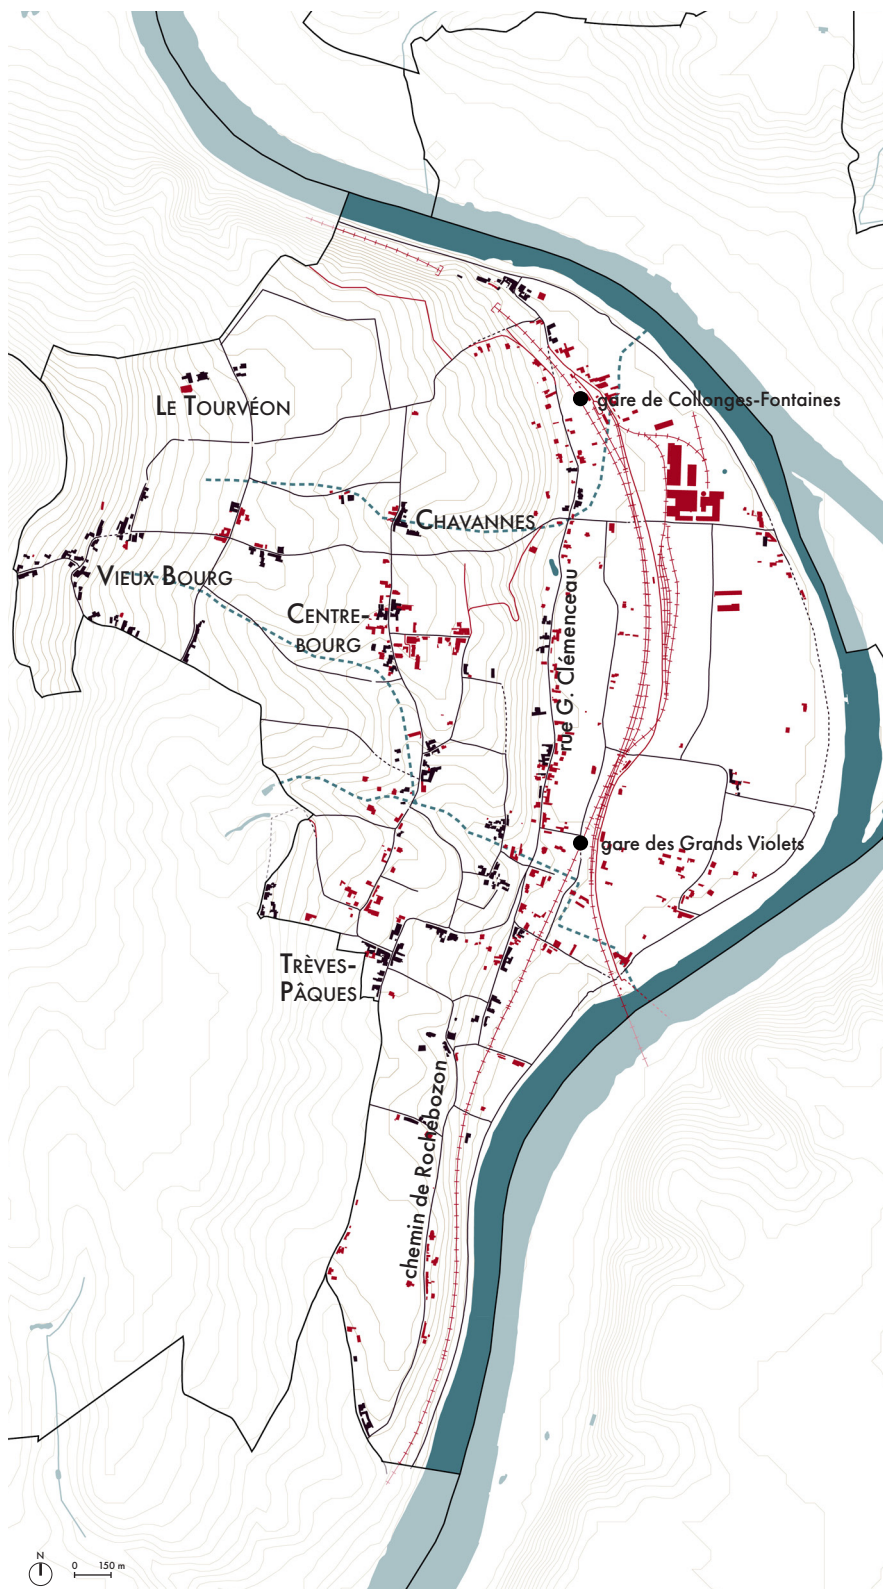 gare de Collonges-Fontaines
Le Tourvéon
Chavannes
Vieux Bourg
Centre-
bourg
rue G. Clémenceau
gare des Grands Violets
Trèves-
Pâques
chemin de Rochebozon
N
0 150 m